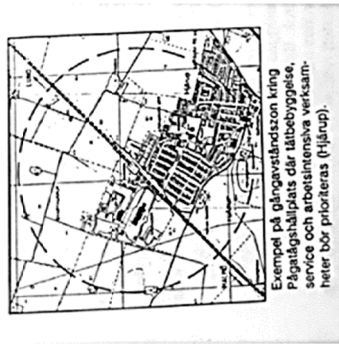 Exempel på gångavståndszon kring
Pågatågshållplats där tätbebyggelse,
service och arbetsintensiva verksam-
heter bör prioriteras (Hjärup).